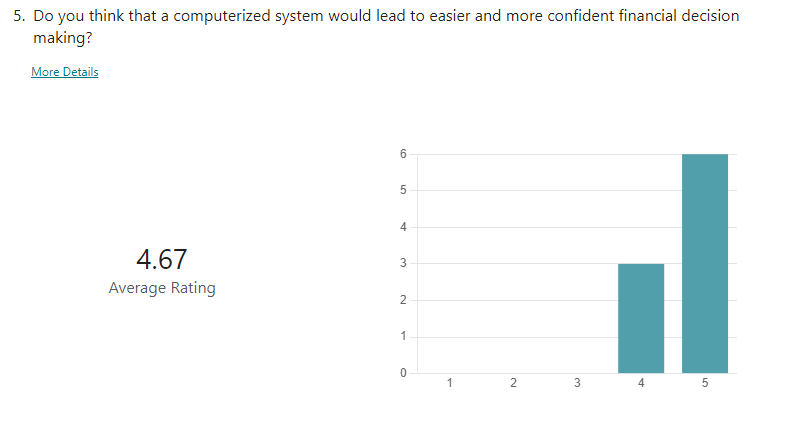 5. Do you think that a computerized system would lead to easier and more confident financial decision
making?
More Details
6
5
4
3
2
1
0
4.67
Average Rating
1 2 3 4 5